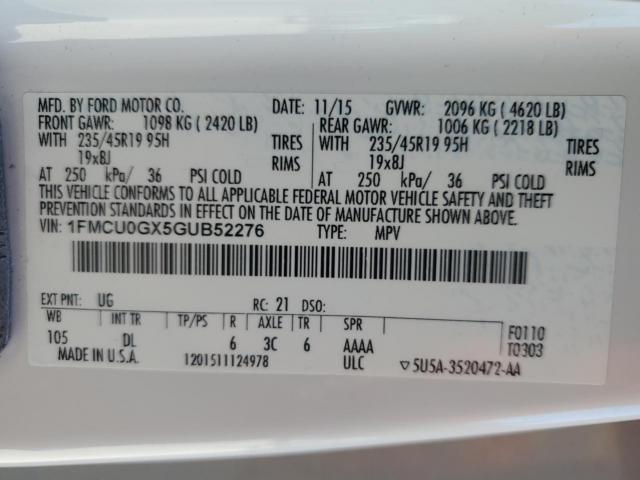 MFD. BY FORD MOTOR CO. DATE: 11/15 GVWR: 2096 KG ( 4620 LB)
FRONT GAWR: 1098 KG ( 2420 LB) REAR GAWR: 1006 KG ( 2218 LB)
WITH 235/45R19 95H TIRES WITH 235/45R19 95H TIRES
19x8J RIMS 19x8J RIMS
AT 250 kPa/ 36 PSI COLD AT 250 kPa/ 36 PSI COLD
THIS VEHICLE CONFORMS TO ALL APPLICABLE FEDERAL MOTOR VEHICLE SAFETY AND THEFT
PREVENTION STANDARDS IN EFFECT ON THE DATE OF MANUFACTURE SHOWN ABOVE.
VIN: 1FMCU0GX5GUB52276 TYPE: MPV
EXT PNT: UG RC: 21 DSO:
WB INT TR TP/PS R AXLE TR SPR F0110
105 DL 6 3C 6 AAAA T0303
MADE IN U.S.A. 1201511124978 ULC ▽5U5A-3520472-AA